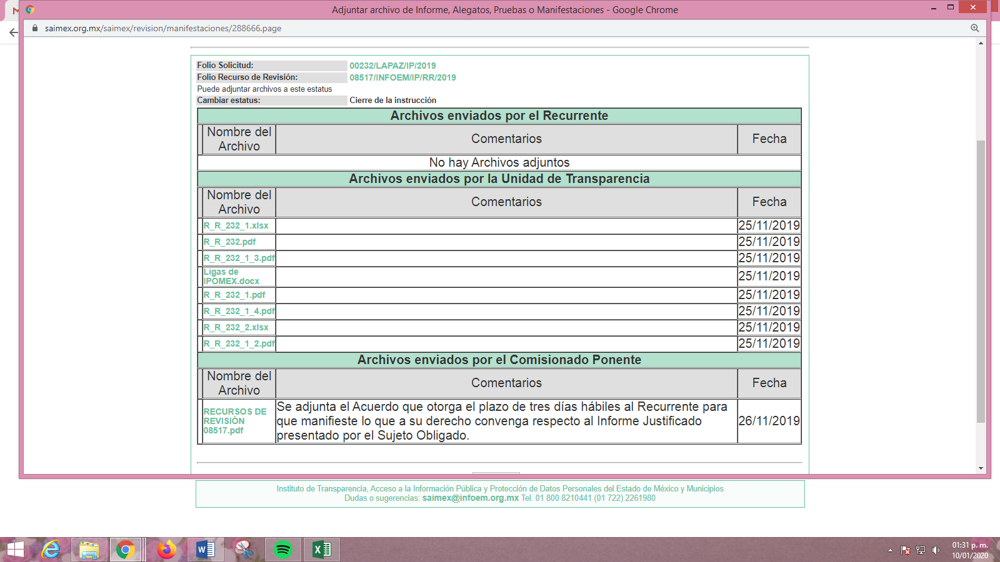 Adjuntar archivo de Informe, Alegatos, Pruebas o Manifestaciones - Google Chrome
saimex.org.mx/saimex/revision/manifestaciones/288666.page
Folio Solicitud: 00232/LAPAZ/IP/2019
Folio Recurso de Revisión: 08517/INFOEM/IP/RR/2019
Puede adjuntar archivos a este estatus
Cambiar estatus: Cierre de la instrucción
Archivos enviados por el Recurrente
Nombre del
Archivo
Comentarios
Fecha
No hay Archivos adjuntos
Archivos enviados por la Unidad de Transparencia
Nombre del
Archivo
Comentarios
Fecha
R_R_232_1.xlsx 25/11/2019
R_R_232.pdf 25/11/2019
R_R_232_1_3.pdf 25/11/2019
Ligas de
IPOMEX.docx
25/11/2019
R_R_232_1.pdf 25/11/2019
R_R_232_1_4.pdf 25/11/2019
R_R_232_2.xlsx 25/11/2019
R_R_232_1_2.pdf 25/11/2019
Archivos enviados por el Comisionado Ponente
Nombre del
Archivo
Comentarios
Fecha
RECURSOS DE
REVISIÓN
08517.pdf
Se adjunta el Acuerdo que otorga el plazo de tres días hábiles al Recurrente para
que manifieste lo que a su derecho convenga respecto al Informe Justificado
presentado por el Sujeto Obligado.
26/11/2019
Instituto de Transparencia, Acceso a la Información Pública y Protección de Datos Personales del Estado de México y Municipios
Dudas o sugerencias: saimex@infoem.org.mx Tel. 01 800 8210441 (01 722) 2261980
01:31 p. m.
10/01/2020